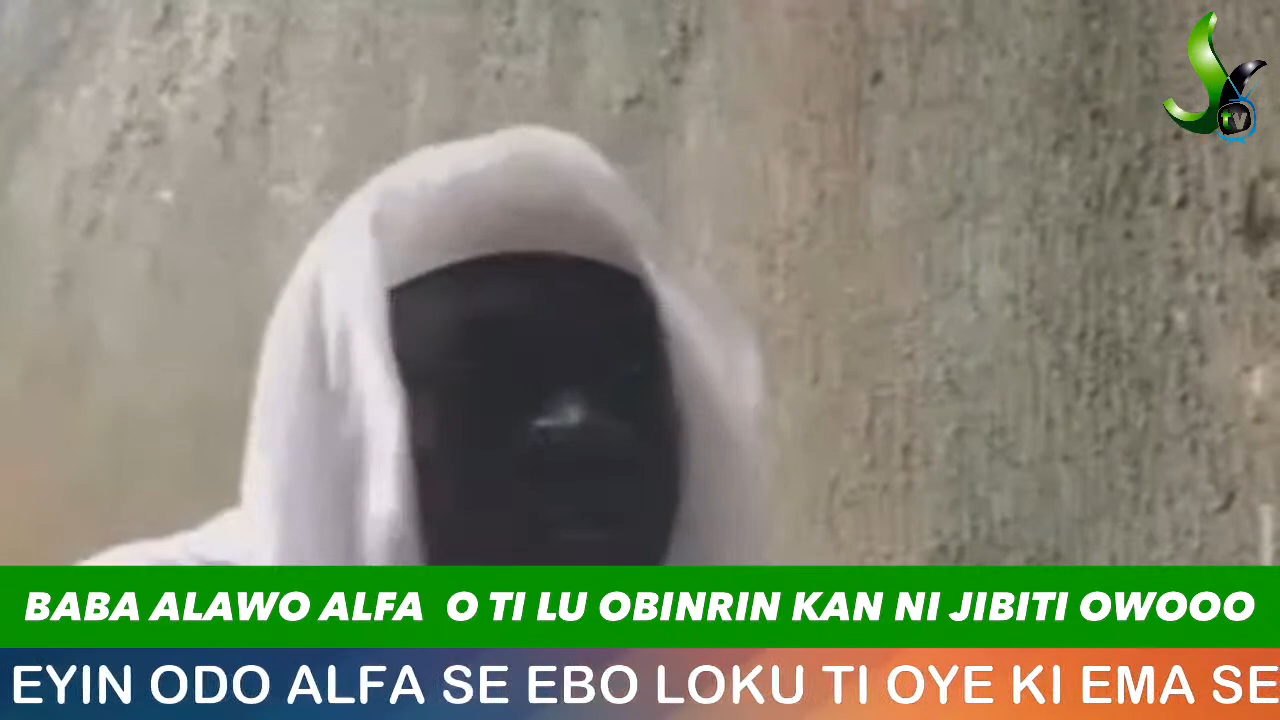 tv
BABA ALAWO ALFA O TI LU OBINRIN KAN NI JIBITI OWOOO
EYIN ODO ALFA SE EBO LOKU TI OYE KI EMA SE